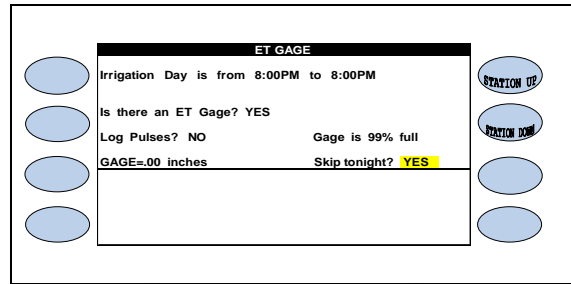 ET GAGE
Irrigation Day is from 8:00PM to 8:00PM
STATION UP
Is there an ET Gage? YES
STATION DOWN
Log Pulses? NO Gage is 99% full
GAGE=.00 inches Skip tonight? YES